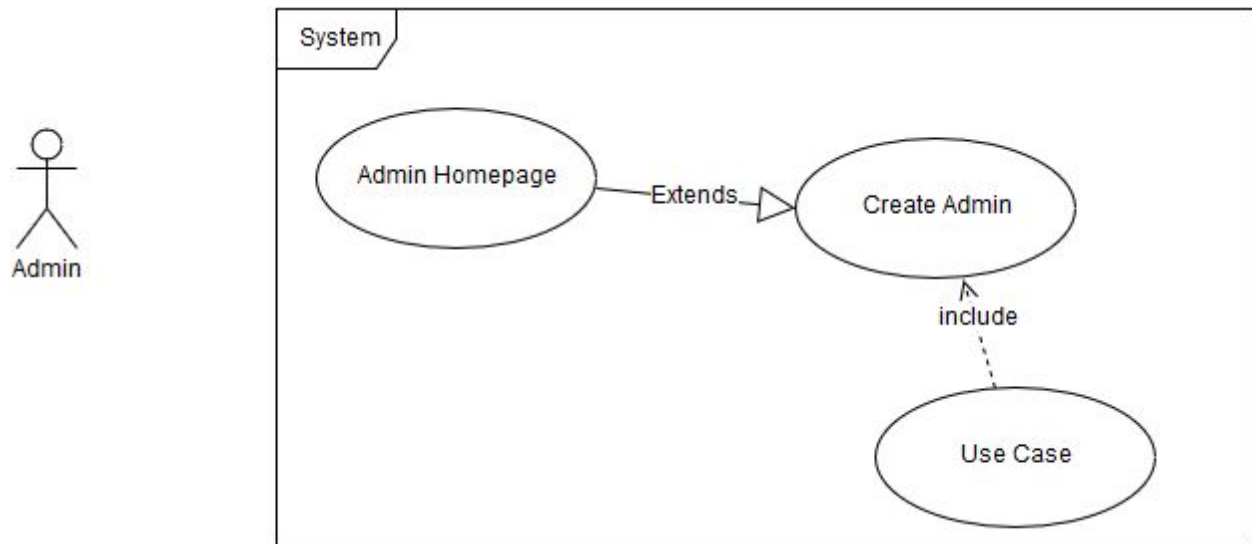 System
Admin Homepage
Extends
Create Admin
Admin
include
Use Case